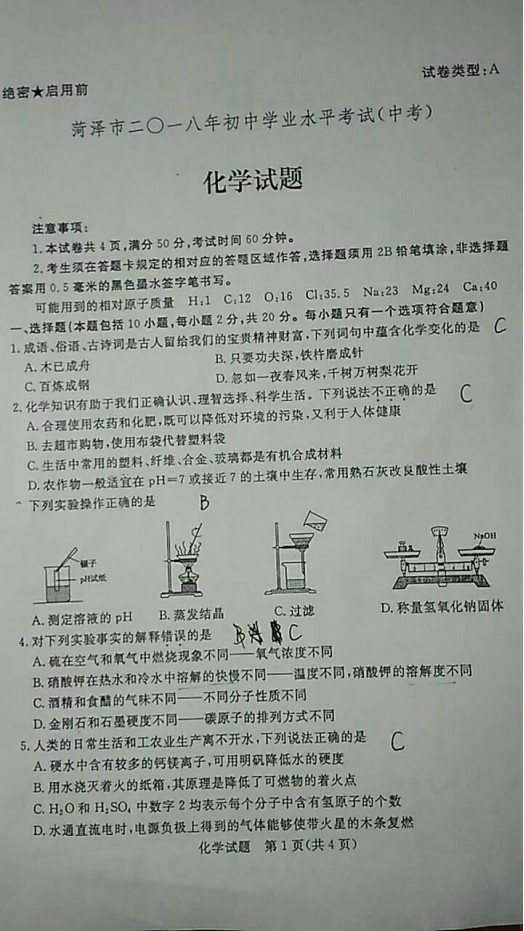 试卷类型:A
绝密★启用前
菏泽市二〇一八年初中学业水平考试(中考)
化学试题
注意事项:
1.本试卷共4页,满分50分,考试时间60分钟。
2.考生须在答题卡规定的相对应的答题区域作答,选择题须用2B铅笔填涂,非选择题
答案用0.5毫米的黑色墨水签字笔书写。
可能用到的相对原子质量 H:1 C:12 O:16 Cl:35.5 Na:23 Mg:24 Ca:40
一、选择题(本题包括10小题,每小题2分,共20分。每小题只有一个选项符合题意)
1.成语、俗语、古诗词是古人留给我们的宝贵精神财富,下列词句中蕴含化学变化的是 C
A.木已成舟 B.只要功夫深,铁杵磨成针
C.百炼成钢 D.忽如一夜春风来,千树万树梨花开
2.化学知识有助于我们正确认识、理智选择、科学生活。下列说法不正确的是 C
A.合理使用农药和化肥,既可以降低对环境的污染,又利于人体健康
B.去超市购物,使用布袋代替塑料袋
C.生活中常用的塑料、纤维、合金、玻璃都是有机合成材料
D.农作物一般适宜在pH=7或接近7的土壤中生存,常用熟石灰改良酸性土壤
下列实验操作正确的是 B
镊子
pH试纸
NaOH
A.测定溶液的pH B.蒸发结晶 C.过滤 D.称量氢氧化钠固体
4.对下列实验事实的解释错误的是 B C
A.硫在空气和氧气中燃烧现象不同——氧气浓度不同
B.硝酸钾在热水和冷水中溶解的快慢不同——温度不同,硝酸钾的溶解度不同
C.酒精和食醋的气味不同——不同分子性质不同
D.金刚石和石墨硬度不同——碳原子的排列方式不同
5.人类的日常生活和工农业生产离不开水,下列说法正确的是 C
A.硬水中含有较多的钙镁离子,可用明矾降低水的硬度
B.用水浇灭着火的纸箱,其原理是降低了可燃物的着火点
C.H₂O和H₂SO₄中数字2均表示每个分子中含有氢原子的个数
D.水通直流电时,电源负极上得到的气体能够使带火星的木条复燃
化学试题 第1页(共4页)